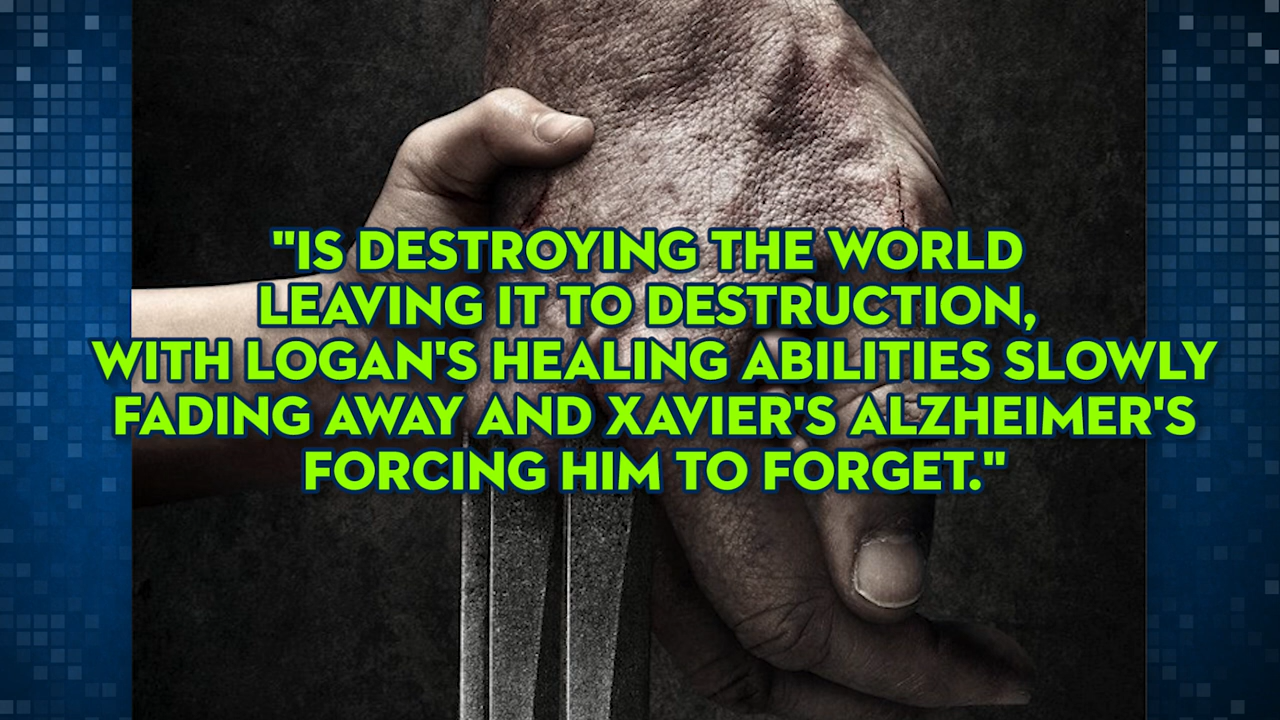 "IS DESTROYING THE WORLD
LEAVING IT TO DESTRUCTION,
WITH LOGAN'S HEALING ABILITIES SLOWLY
FADING AWAY AND XAVIER'S ALZHEIMER'S
FORCING HIM TO FORGET."